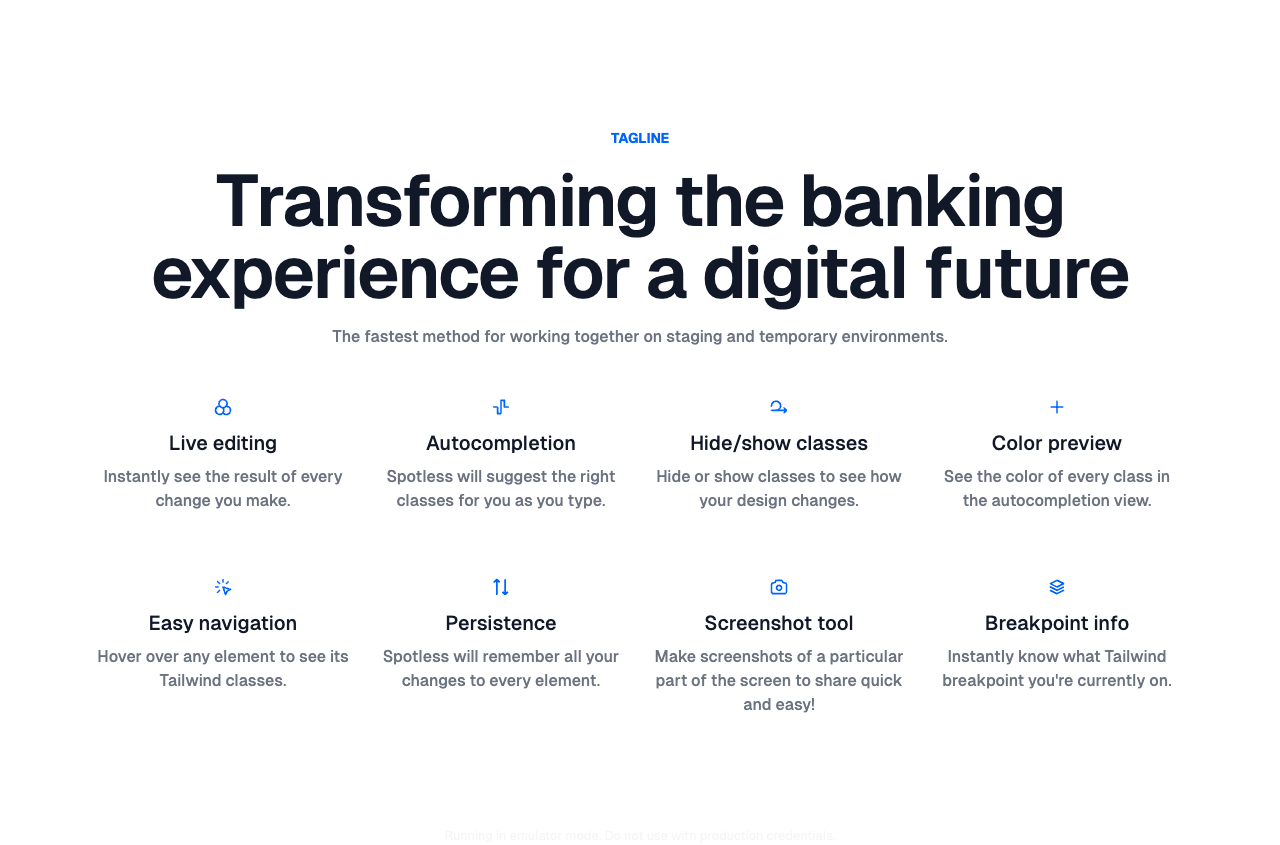 TAGLINE
Transforming the banking
experience for a digital future
The fastest method for working together on staging and temporary environments.
Live editing
Instantly see the result of every
change you make.
Autocompletion
Spotless will suggest the right
classes for you as you type.
Hide/show classes
Hide or show classes to see how
your design changes.
Color preview
See the color of every class in
the autocompletion view.
Easy navigation
Hover over any element to see its
Tailwind classes.
Persistence
Spotless will remember all your
changes to every element.
Screenshot tool
Make screenshots of a particular
part of the screen to share quick
and easy!
Breakpoint info
Instantly know what Tailwind
breakpoint you're currently on.
Running in emulator mode. Do not use with production credentials.